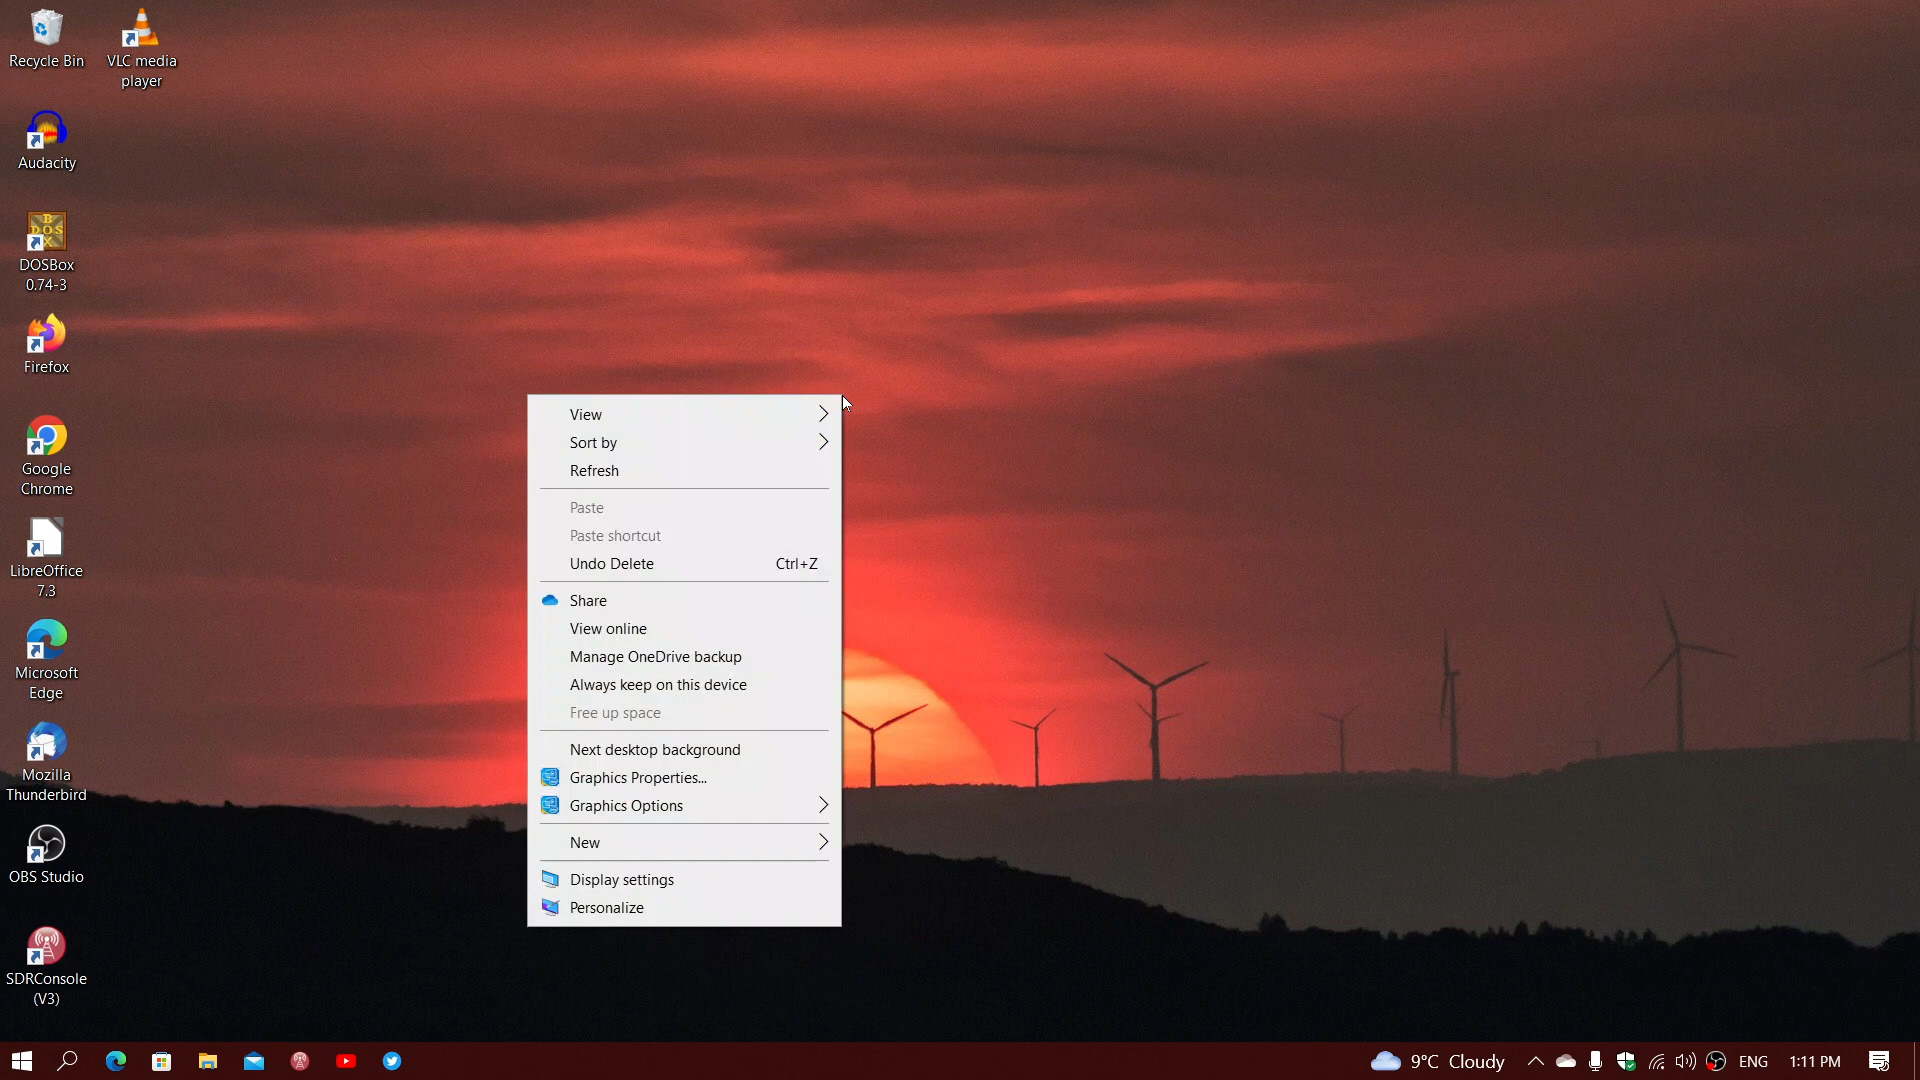 Recycle Bin
VLC media
player
Audacity
DOSBox
0.74-3
Firefox
Google
Chrome
LibreOffice
7.3
Microsoft
Edge
Mozilla
Thunderbird
OBS Studio
SDRConsole
(V3)
View
Sort by
Refresh
Paste
Paste shortcut
Undo Delete Ctrl+Z
Share
View online
Manage OneDrive backup
Always keep on this device
Free up space
Next desktop background
Graphics Properties...
Graphics Options
New
Display settings
Personalize
9°C Cloudy ENG 1:11 PM